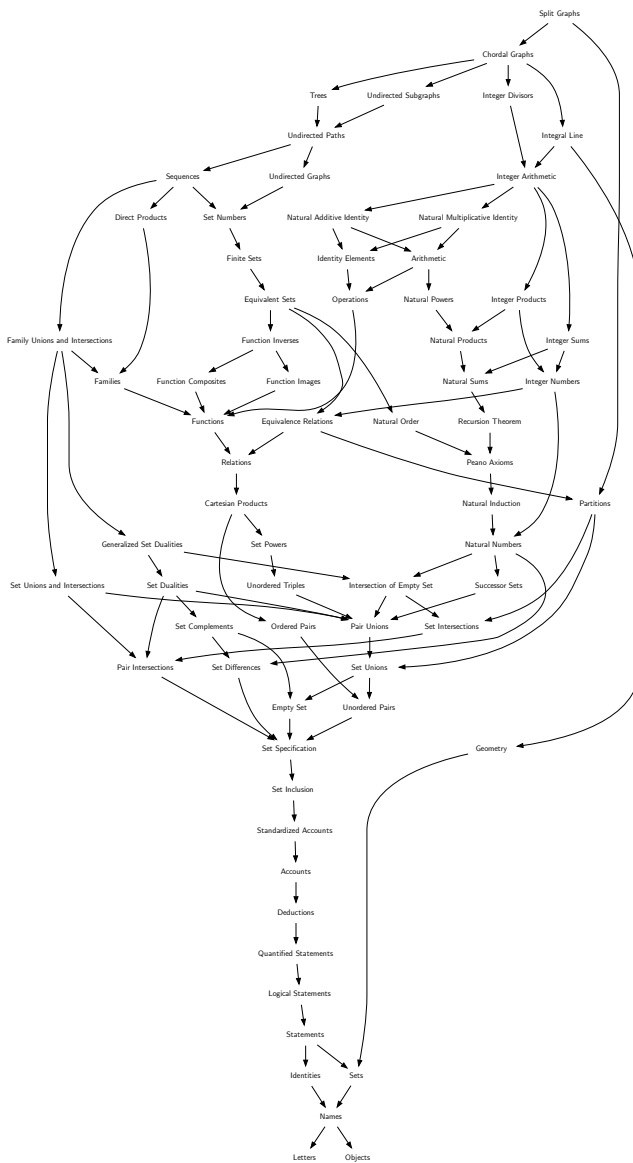 Split Graphs
Chordal Graphs
Trees
Undirected Subgraphs
Integer Divisors
Undirected Paths
Integral Line
Sequences
Undirected Graphs
Integer Arithmetic
Direct Products
Set Numbers
Natural Additive Identity
Natural Multiplicative Identity
Finite Sets
Identity Elements
Arithmetic
Equivalent Sets
Operations
Natural Powers
Integer Products
Family Unions and Intersections
Function Inverses
Natural Products
Integer Sums
Families
Function Composites
Function Images
Natural Sums
Integer Numbers
Functions
Equivalence Relations
Natural Order
Recursion Theorem
Relations
Peano Axioms
Cartesian Products
Natural Induction
Partitions
Generalized Set Dualities
Set Powers
Natural Numbers
Set Unions and Intersections
Set Dualities
Unordered Triples
Intersection of Empty Set
Successor Sets
Set Complements
Ordered Pairs
Pair Unions
Set Intersections
Pair Intersections
Set Differences
Set Unions
Empty Set
Unordered Pairs
Set Specification
Geometry
Set Inclusion
Standardized Accounts
Accounts
Deductions
Quantified Statements
Logical Statements
Statements
Identities
Sets
Names
Letters
Objects